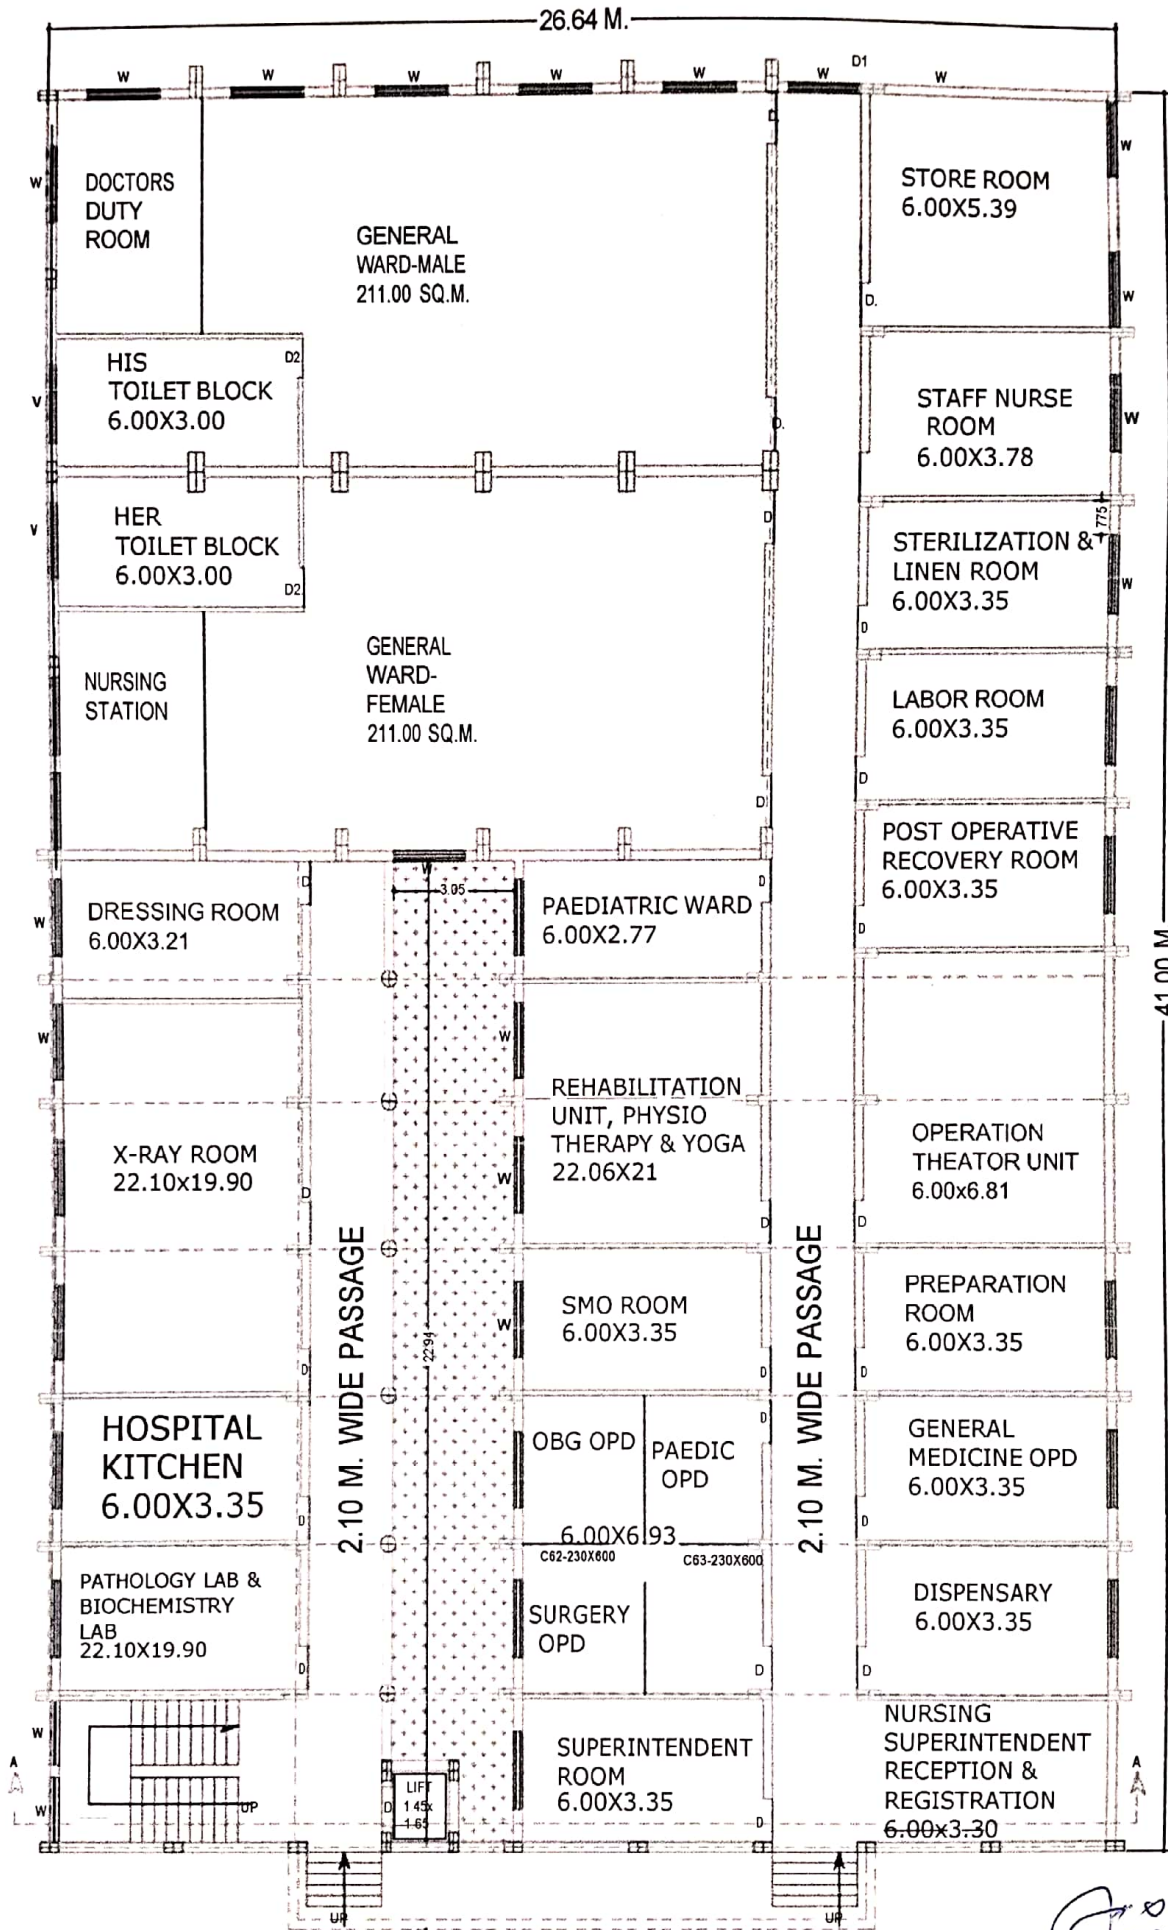 26.64 M.
W
W
W
W
W
W
D1
W
D.
W
W
DOCTORS
DUTY
ROOM
GENERAL
WARD-MALE
211.00 SQ.M.
STORE ROOM
6.00X5.39
D.
W
HIS
TOILET BLOCK
6.00X3.00
D2
V
D.
STAFF NURSE
ROOM
6.00X3.78
W
HER
TOILET BLOCK
6.00X3.00
D2
V
D
775
STERILIZATION &
LINEN ROOM
6.00X3.35
W
D
NURSING
STATION
GENERAL
WARD-
FEMALE
211.00 SQ.M.
D
LABOR ROOM
6.00X3.35
D
POST OPERATIVE
RECOVERY ROOM
6.00X3.35
D
W
DRESSING ROOM
6.00X3.21
D
W
3.05
PAEDIATRIC WARD
6.00X2.77
D
41.00 M.
W
X-RAY ROOM
22.10x19.90
D
D
W
W
REHABILITATION
UNIT, PHYSIO
THERAPY & YOGA
22.06X21
D
OPERATION
THEATOR UNIT
6.00x6.81
D
2.10 M. WIDE PASSAGE
2294
W
SMO ROOM
6.00X3.35
D
2.10 M. WIDE PASSAGE
PREPARATION
ROOM
6.00X3.35
D
HOSPITAL
KITCHEN
6.00X3.35
D
OBG OPD
PAEDIC
OPD
D
6.00X6.93
C62-230X600
C63-230X600
GENERAL
MEDICINE OPD
6.00X3.35
D
PATHOLOGY LAB &
BIOCHEMISTRY
LAB
22.10X19.90
D
SURGERY
OPD
D
DISPENSARY
6.00X3.35
D
W
W
A
UP
LIFT
1.45x
1.65
D
SUPERINTENDENT
ROOM
6.00X3.35
D
NURSING
SUPERINTENDENT
RECEPTION &
REGISTRATION
6.00x3.30
A
UP
UP